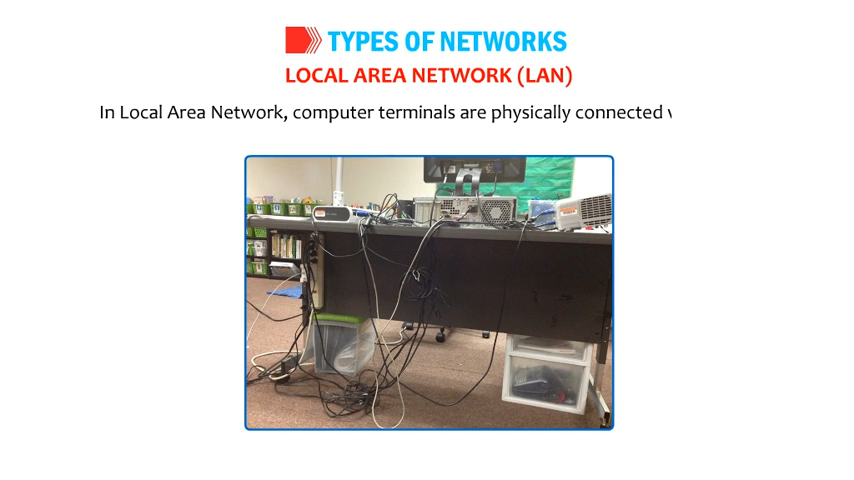 TYPES OF NETWORKS
LOCAL AREA NETWORK (LAN)
In Local Area Network, computer terminals are physically connected